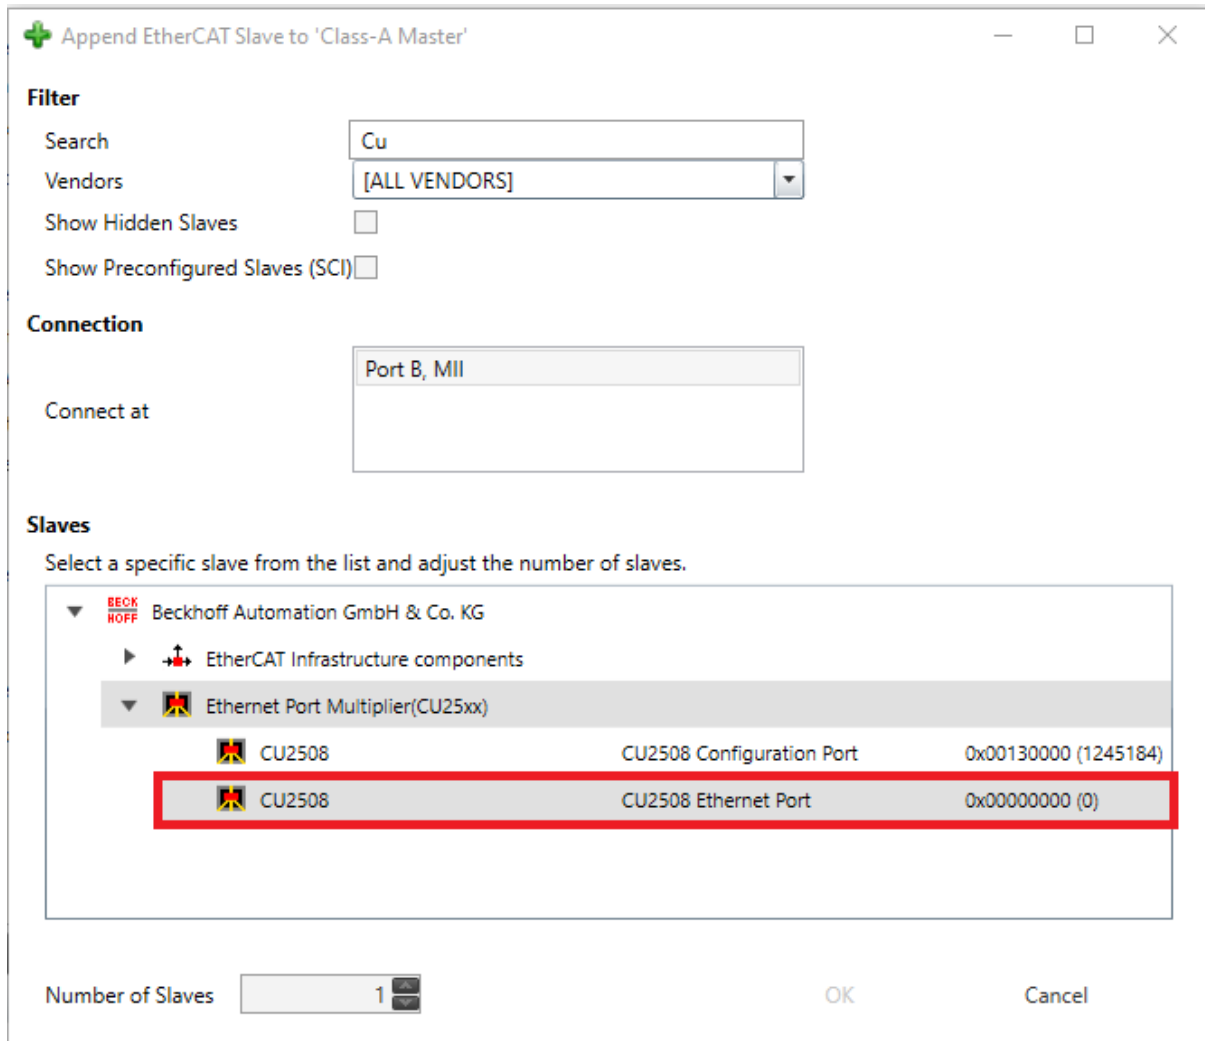 Append EtherCAT Slave to 'Class-A Master'
Filter
Search Cu
Vendors [ALL VENDORS]
Show Hidden Slaves
Show Preconfigured Slaves (SCI)
Connection
Port B, MII
Connect at
Slaves
Select a specific slave from the list and adjust the number of slaves.
BECK
HOFF
Beckhoff Automation GmbH & Co. KG
EtherCAT Infrastructure components
Ethernet Port Multiplier(CU25xx)
CU2508 CU2508 Configuration Port 0x00130000 (1245184)
CU2508 CU2508 Ethernet Port 0x00000000 (0)
Number of Slaves 1 OK Cancel